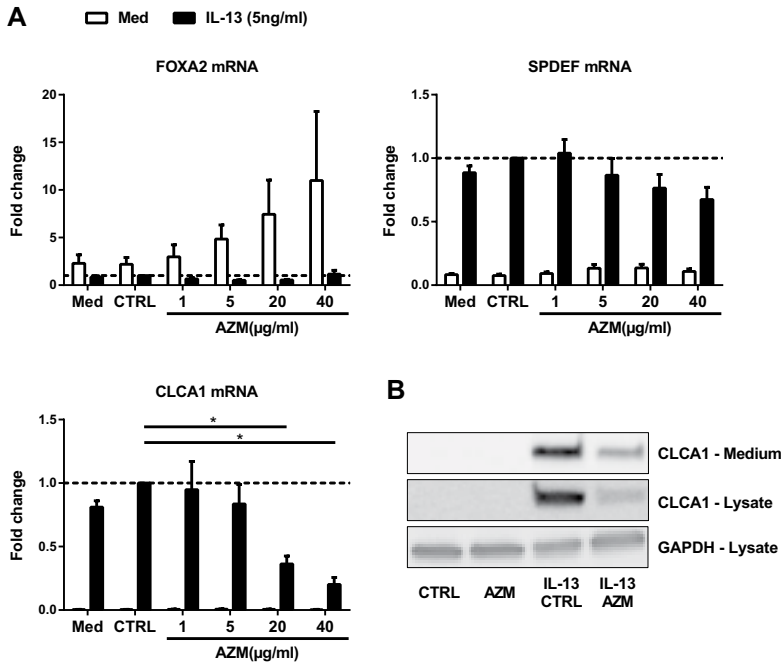 A
Med IL-13 (5ng/ml)
FOXA2 mRNA
Fold change
20
15
10
5
0
Med CTRL 1 5 20 40
AZM(µg/ml)
SPDEF mRNA
Fold change
1.5
1.0
0.5
0.0
Med CTRL 1 5 20 40
AZM(µg/ml)
CLCA1 mRNA
Fold change
1.5
1.0
0.5
0.0
*
*
Med CTRL 1 5 20 40
AZM(µg/ml)
B
CLCA1 - Medium
CLCA1 - Lysate
GAPDH - Lysate
CTRL AZM IL-13 IL-13
CTRL AZM